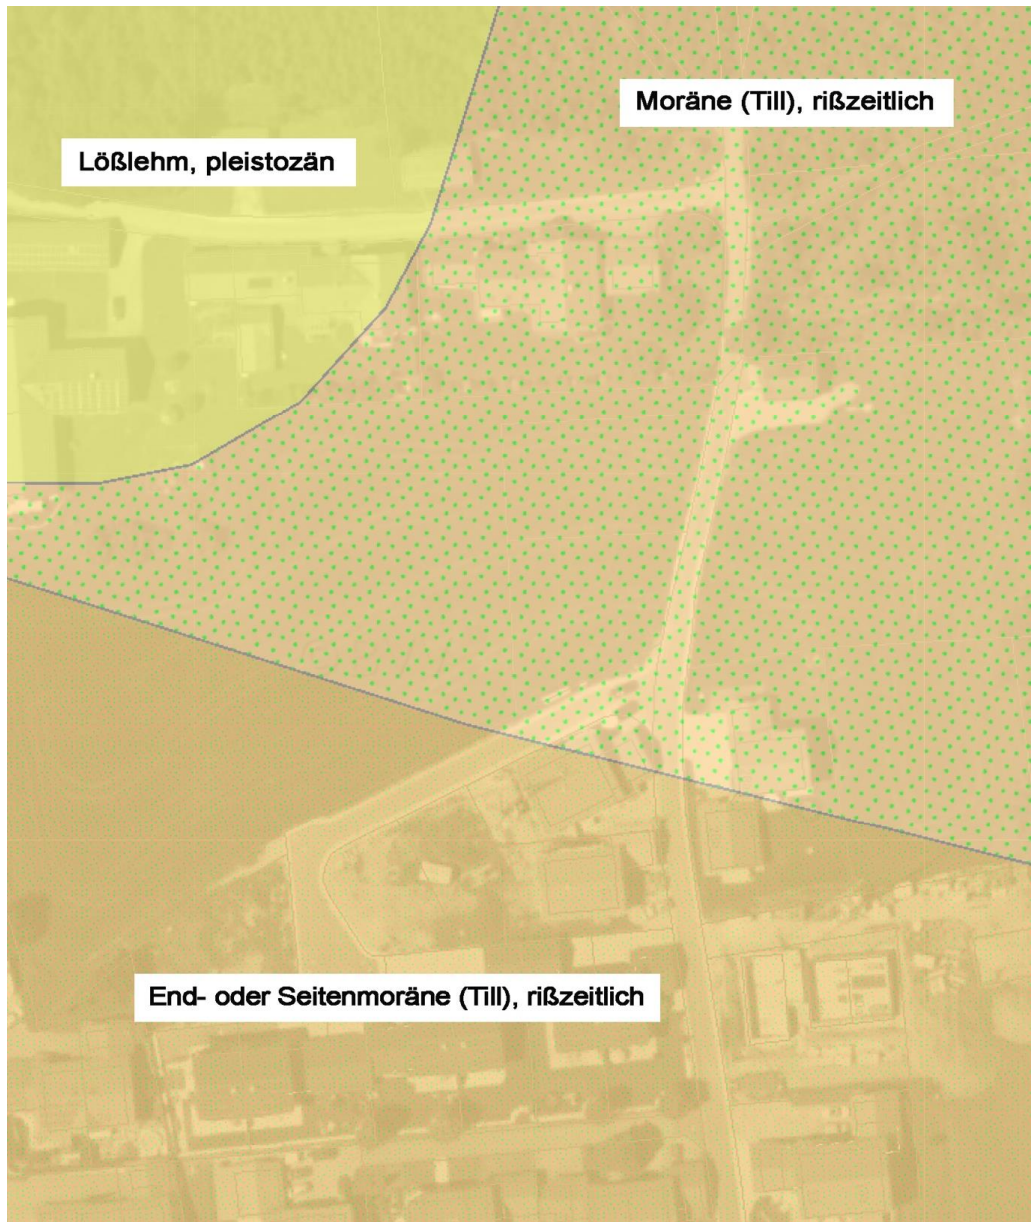 Moräne (Till), rißzeitlich
Lößlehm, pleistozän
End- oder Seitenmoräne (Till), rißzeitlich